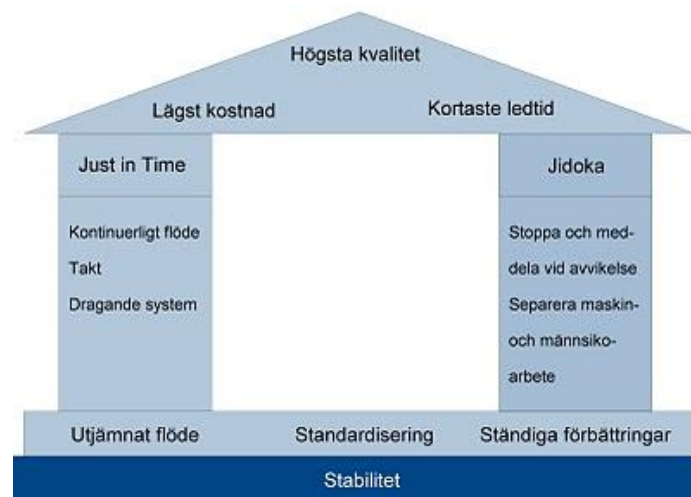 Högsta kvalitet
Lägst kostnad
Kortaste ledtid
Just in Time
Kontinuerligt flöde
Takt
Dragande system
Jidoka
Stoppa och med-
dela vid avvikelse
Separera maskin-
och männsiko-
arbete
Utjämnat flöde
Standardisering
Ständiga förbättringar
Stabilitet